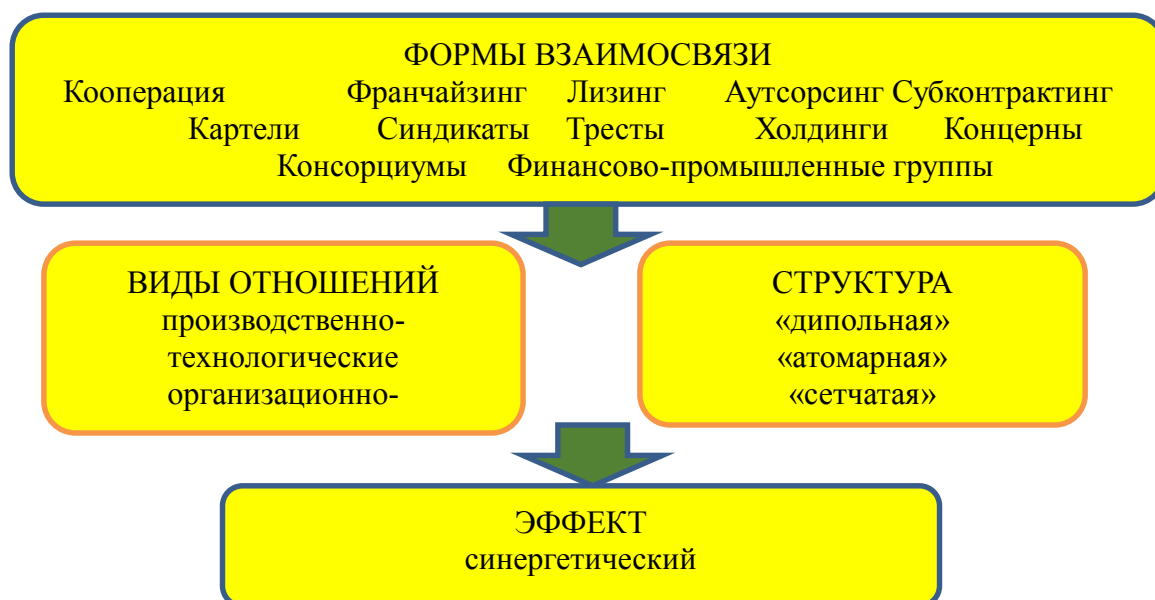 ФОРМЫ ВЗАИМОСВЯЗИ
Кооперация Франчайзинг Лизинг Аутсорсинг Субконтрактинг
Картели Синдикаты Тресты Холдинги Концерны
Консорциумы Финансово-промышленные группы
ВИДЫ ОТНОШЕНИЙ
производственно-
технологические
организационно-
СТРУКТУРА
«дипольная»
«атомарная»
«сетчатая»
ЭФФЕКТ
синергетический